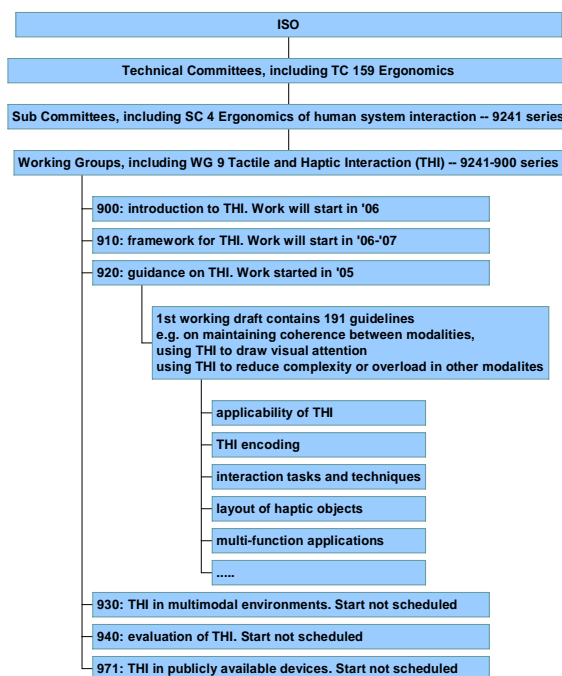 ISO
Technical Committees, including TC 159 Ergonomics
Sub Committees, including SC 4 Ergonomics of human system interaction -- 9241 series
Working Groups, including WG 9 Tactile and Haptic Interaction (THI) -- 9241-900 series
900: introduction to THI. Work will start in '06
910: framework for THI. Work will start in '06-'07
920: guidance on THI. Work started in '05
1st working draft contains 191 guidelines
e.g. on maintaining coherence between modalities,
using THI to draw visual attention
using THI to reduce complexity or overload in other modalites
applicability of THI
THI encoding
interaction tasks and techniques
layout of haptic objects
multi-function applications
.....
930: THI in multimodal environments. Start not scheduled
940: evaluation of THI. Start not scheduled
971: THI in publicly available devices. Start not scheduled